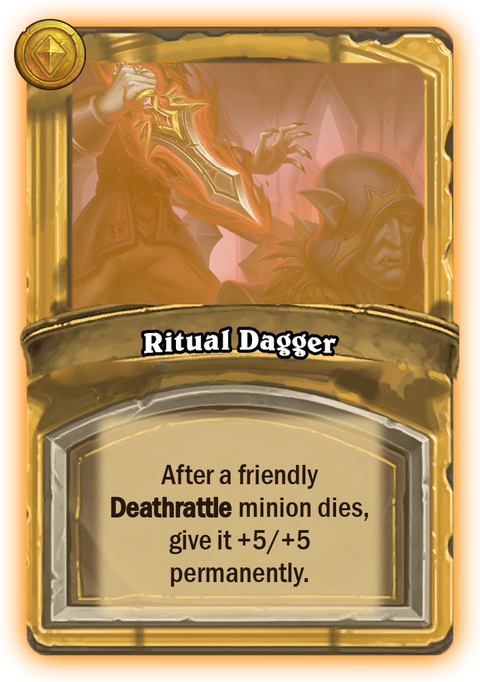 Ritual Dagger
After a friendly
Deathrattle minion dies,
give it +5/+5
permanently.